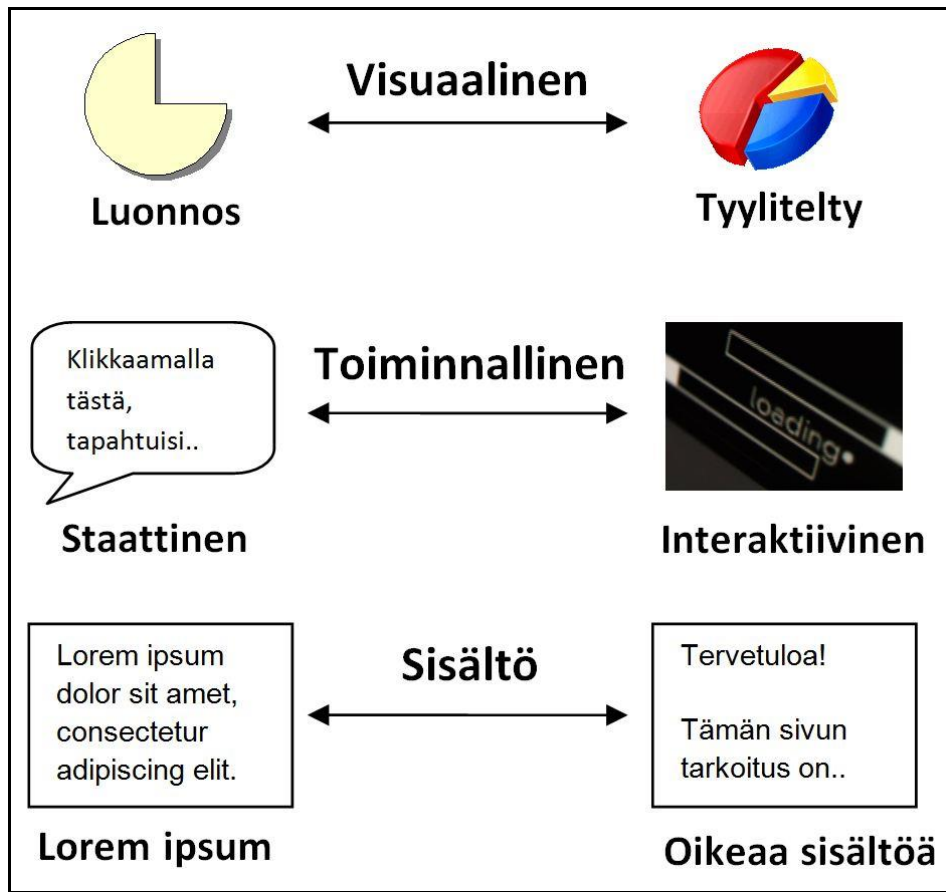 Visuaalinen
Luonnos
Tyylitelty
Toiminnallinen
Klikkaamalla
tästä,
tapahtuisi..
loading
Staattinen
Interaktiivinen
Sisältö
Lorem ipsum
dolor sit amet,
consectetur
adipiscing elit.
Tervetuloa!
Tämän sivun
tarkoitus on..
Lorem ipsum
Oikeaa sisältöä